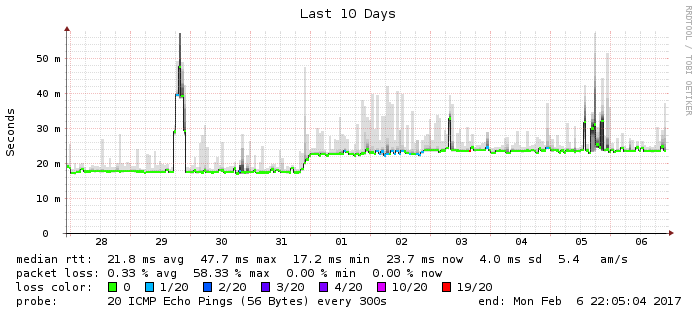 Last 10 Days
RRDTOOL / TOBI OETIKER
Seconds
50 m
40 m
30 m
20 m
10 m
0
28 29 30 31 01 02 03 04 05 06
median rtt: 21.8 ms avg 47.7 ms max 17.2 ms min 23.7 ms now 4.0 ms sd 5.4 am/s
packet loss: 0.33 % avg 58.33 % max 0.00 % min 0.00 % now
loss color: 0 1/20 2/20 3/20 4/20 10/20 19/20
probe: 20 ICMP Echo Pings (56 Bytes) every 300s end: Mon Feb 6 22:05:04 2017